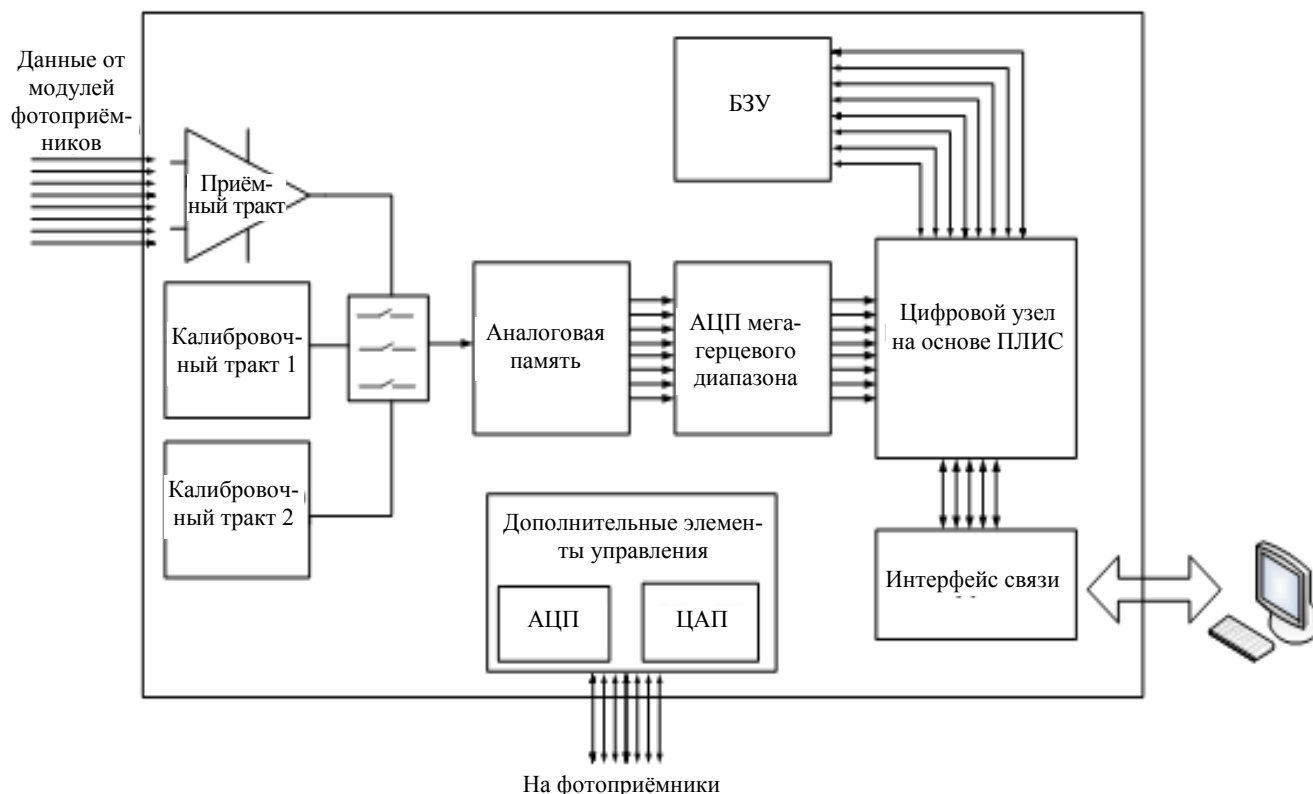 Данные от
модулей
фотоприём-
ников
БЗУ
Приём-
ный тракт
Калибровоч-
ный тракт 1
Аналоговая
память
АЦП мега-
герцевого
диапазона
Цифровой узел
на основе ПЛИС
Калибровоч-
ный тракт 2
Дополнительные элемен-
ты управления
АЦП
ЦАП
Интерфейс связи
На фотоприёмники